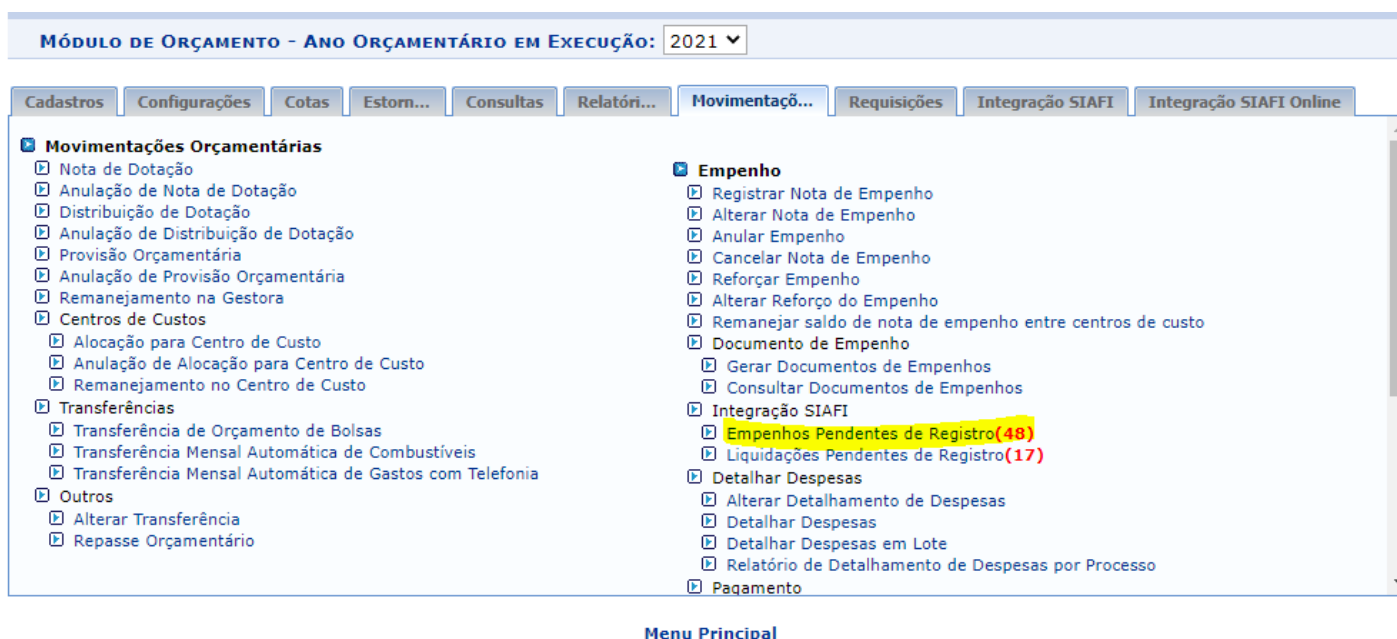 Módulo de Orçamento - Ano Orçamentário em Execução: 2021
Cadastros Configurações Cotas Estorn... Consultas Relatóri... Movimentaçõ... Requisições Integração SIAFI Integração SIAFI Online
Movimentações Orçamentárias
Nota de Dotação
Anulação de Nota de Dotação
Distribuição de Dotação
Anulação de Distribuição de Dotação
Provisão Orçamentária
Anulação de Provisão Orçamentária
Remanejamento na Gestora
Centros de Custos
Alocação para Centro de Custo
Anulação de Alocação para Centro de Custo
Remanejamento no Centro de Custo
Transferências
Transferência de Orçamento de Bolsas
Transferência Mensal Automática de Combustíveis
Transferência Mensal Automática de Gastos com Telefonia
Outros
Alterar Transferência
Repasse Orçamentário
Empenho
Registrar Nota de Empenho
Alterar Nota de Empenho
Anular Empenho
Cancelar Nota de Empenho
Reforçar Empenho
Alterar Reforço do Empenho
Remanejar saldo de nota de empenho entre centros de custo
Documento de Empenho
Gerar Documentos de Empenhos
Consultar Documentos de Empenhos
Integração SIAFI
Empenhos Pendentes de Registro(48)
Liquidações Pendentes de Registro(17)
Detalhar Despesas
Alterar Detalhamento de Despesas
Detalhar Despesas
Detalhar Despesas em Lote
Relatório de Detalhamento de Despesas por Processo
Pagamento
Menu Principal